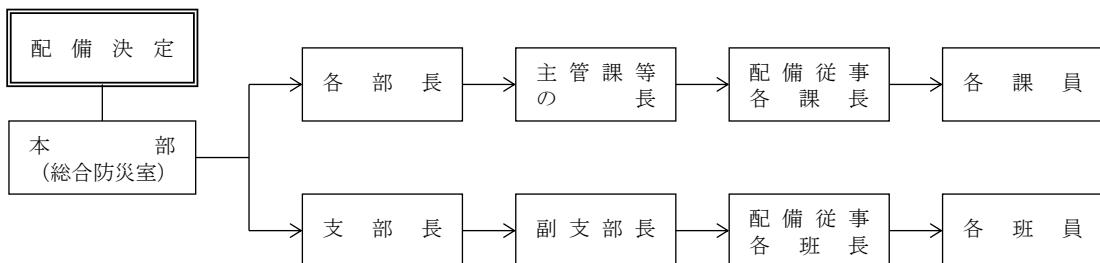 配備決定
各部長
主管課等
の長
配備従事
各課長
各課員
本部
（総合防災室）
支部長
副支部長
配備従事
各班長
各班員